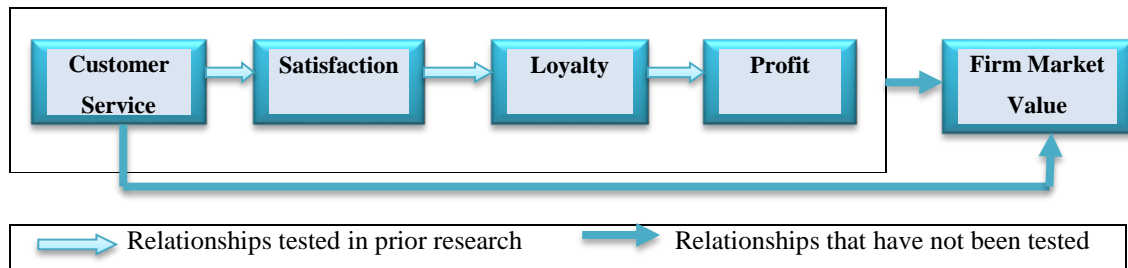 Customer
Service
Satisfaction
Loyalty
Profit
Firm Market
Value
Relationships tested in prior research
Relationships that have not been tested